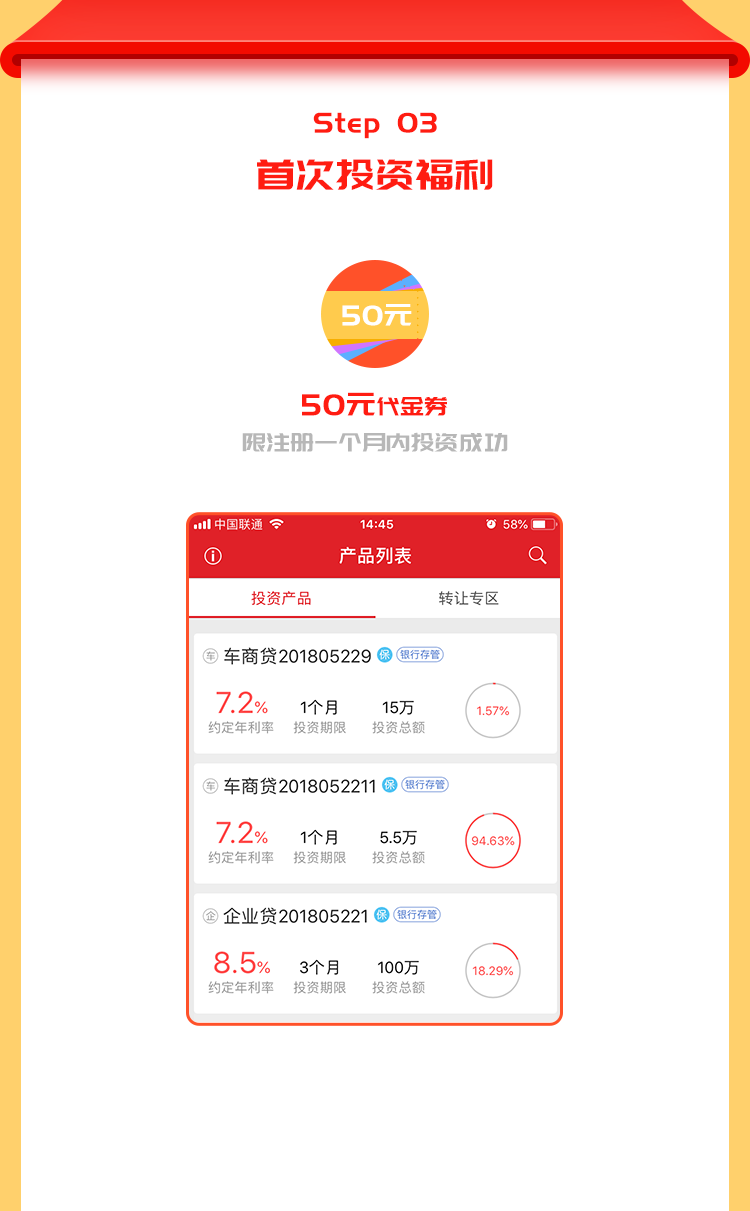 Step 03
首次投资福利
50元
50元代金券
限注册一个月内投资成功
中国联通 14:45 58%
产品列表
投资产品 转让专区
车 车商贷201805229 保 银行存管
7.2% 1个月 15万 1.57%
约定年利率 投资期限 投资总额
车 车商贷2018052211 保 银行存管
7.2% 1个月 5.5万 94.63%
约定年利率 投资期限 投资总额
企 企业贷201805221 保 银行存管
8.5% 3个月 100万 18.29%
约定年利率 投资期限 投资总额